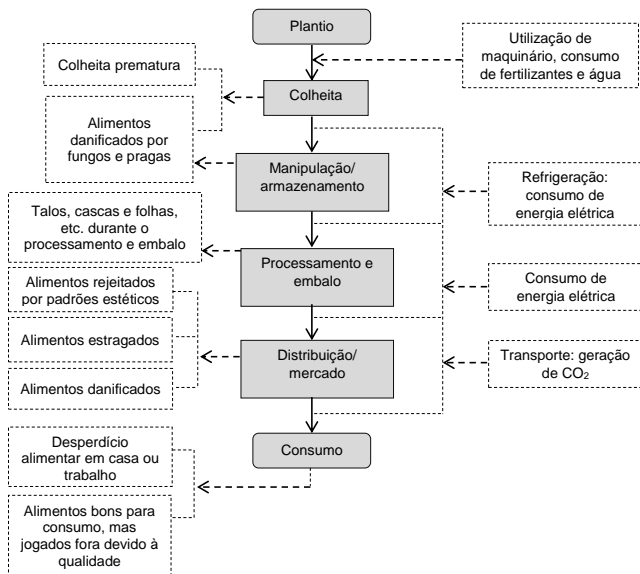 Plantio
Utilização de
maquinário, consumo
de fertilizantes e água
Colheita prematura
Colheita
Alimentos
danificados por
fungos e pragas
Manipulação/
armazenamento
Refrigeração:
consumo de
energia elétrica
Talos, cascas e folhas,
etc. durante o
processamento e embalo
Processamento e
embalo
Consumo de
energia elétrica
Alimentos rejeitados
por padrões estéticos
Alimentos estragados
Alimentos danificados
Distribuição/
mercado
Transporte: geração
de CO₂
Desperdício
alimentar em casa ou
trabalho
Consumo
Alimentos bons para
consumo, mas
jogados fora devido à
qualidade